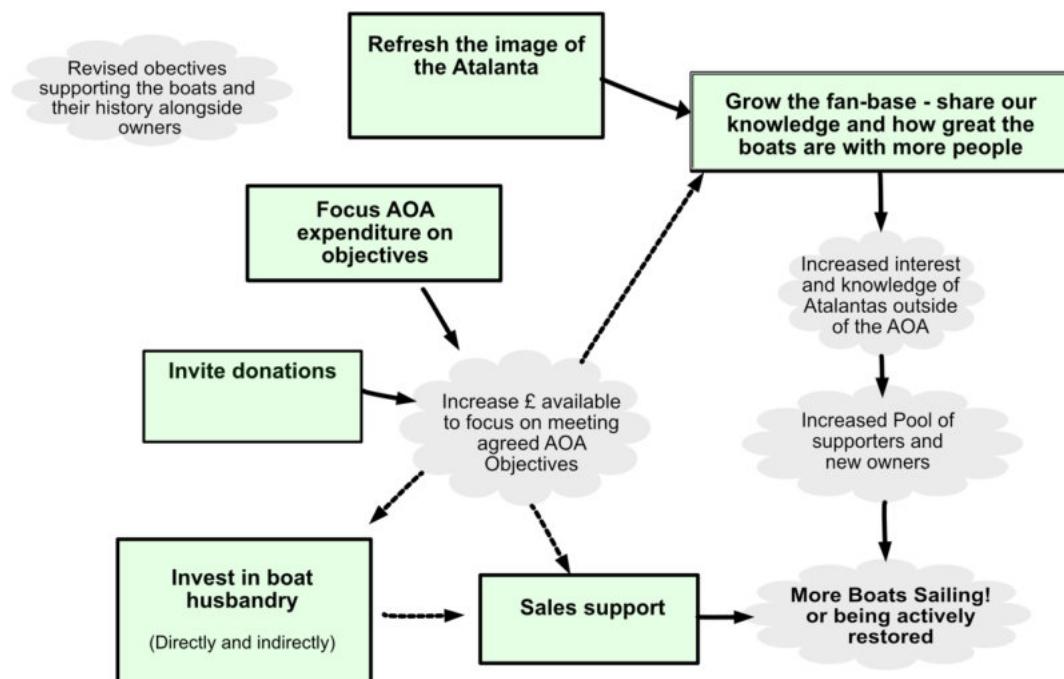 Refresh the image of
the Atalanta
Revised obectives
supporting the boats and
their history alongside
owners
Grow the fan-base - share our
knowledge and how great the
boats are with more people
Focus AOA
expenditure on
objectives
Increased interest
and knowledge of
Atalantas outside
of the AOA
Invite donations
Increase £ available
to focus on meeting
agreed AOA
Objectives
Increased Pool of
supporters and
new owners
Invest in boat
husbandry
(Directly and indirectly)
Sales support
More Boats Sailing!
or being actively
restored